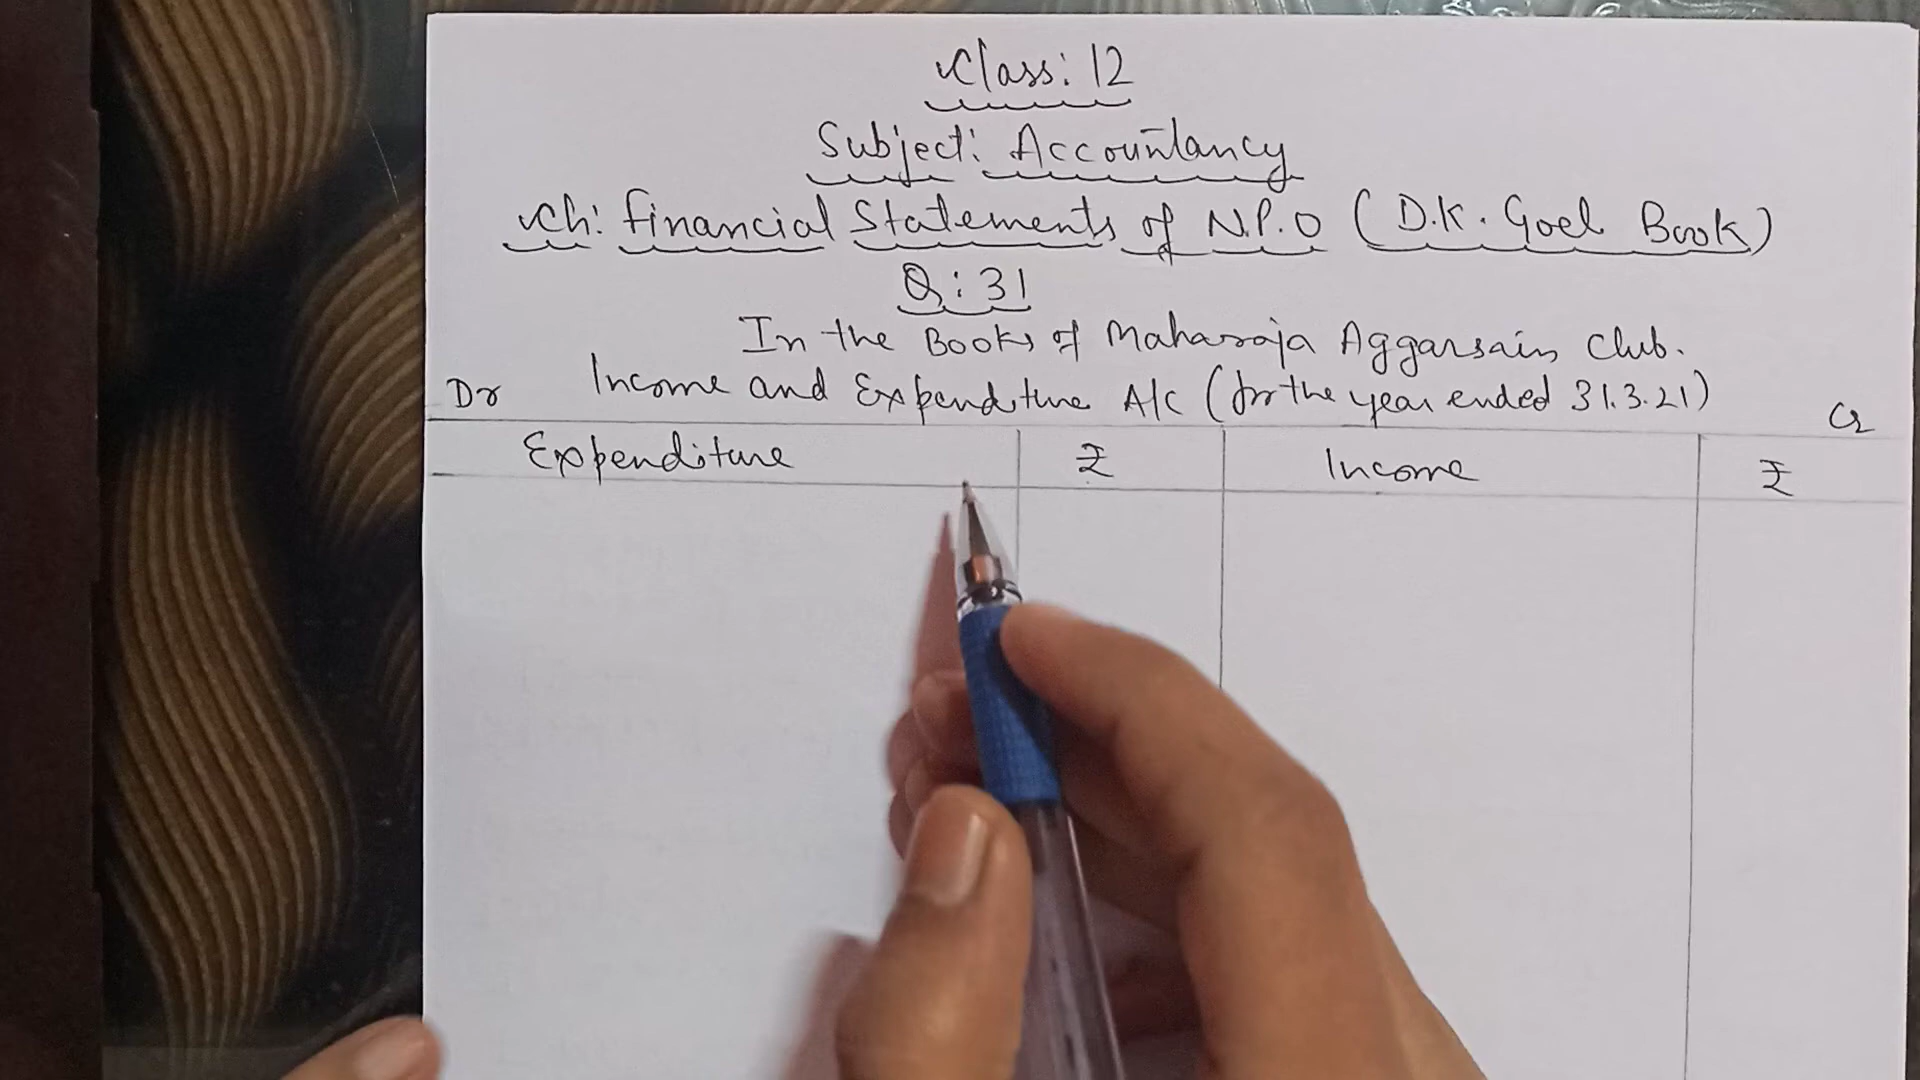 Class: 12
Subject: Accountancy
Ch: Financial Statements of N.P.O (D.K. Goel Book)
Q: 31
In the Books of Maharaja Aggarsain Club.
Dr Income and Expenditure A/c (for the year ended 31.3.21) Cr
Expenditure ₹ Income ₹